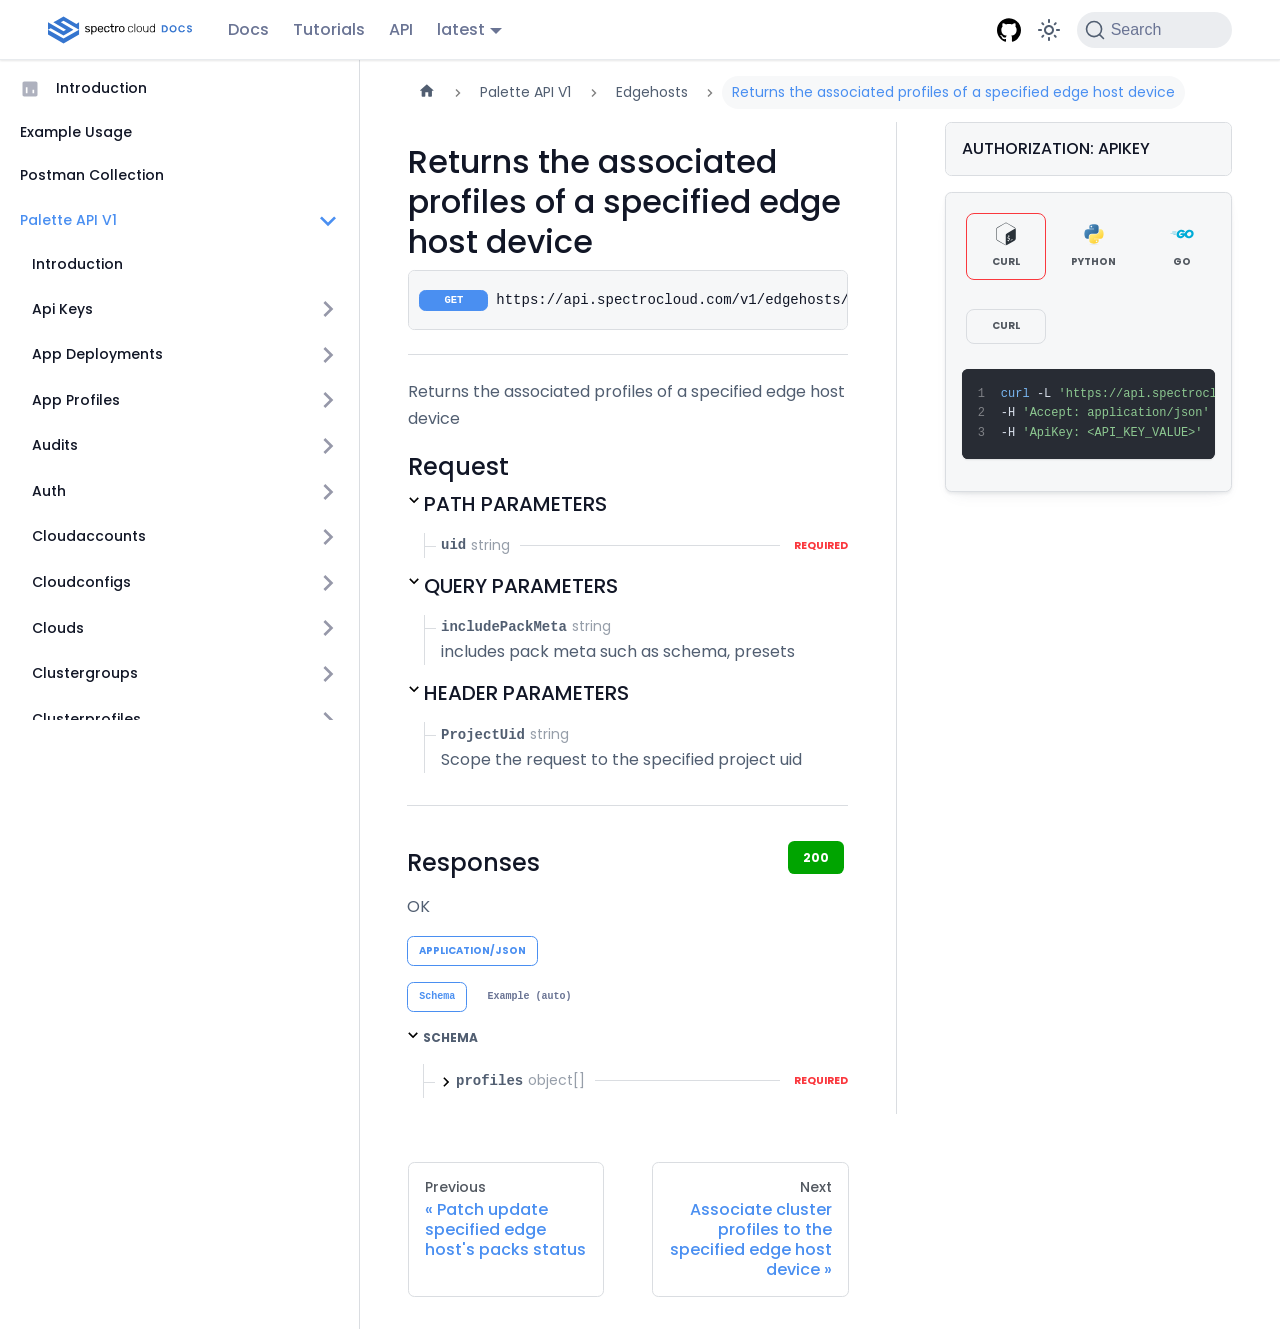 spectro cloud DOCS
Docs
Tutorials
API
latest
Search
Introduction
Example Usage
Postman Collection
Palette API V1
Introduction
Api Keys
App Deployments
App Profiles
Audits
Auth
Cloudaccounts
Cloudconfigs
Clouds
Clustergroups
Clusterprofiles
Palette API V1
Edgehosts
Returns the associated profiles of a specified edge host device
Returns the associated
profiles of a specified edge
host device
GET https://api.spectrocloud.com/v1/edgehosts/
Returns the associated profiles of a specified edge host
device
Request
PATH PARAMETERS
uid string REQUIRED
QUERY PARAMETERS
includePackMeta string
includes pack meta such as schema, presets
HEADER PARAMETERS
ProjectUid string
Scope the request to the specified project uid
Responses
200
OK
APPLICATION/JSON
Schema
Example (auto)
SCHEMA
profiles object[] REQUIRED
Previous
« Patch update
specified edge
host's packs status
Next
Associate cluster
profiles to the
specified edge host
device »
AUTHORIZATION: APIKEY
CURL
PYTHON
GO
CURL
1 curl -L 'https://api.spectrocl
2 -H 'Accept: application/json'
3 -H 'ApiKey: <API_KEY_VALUE>'